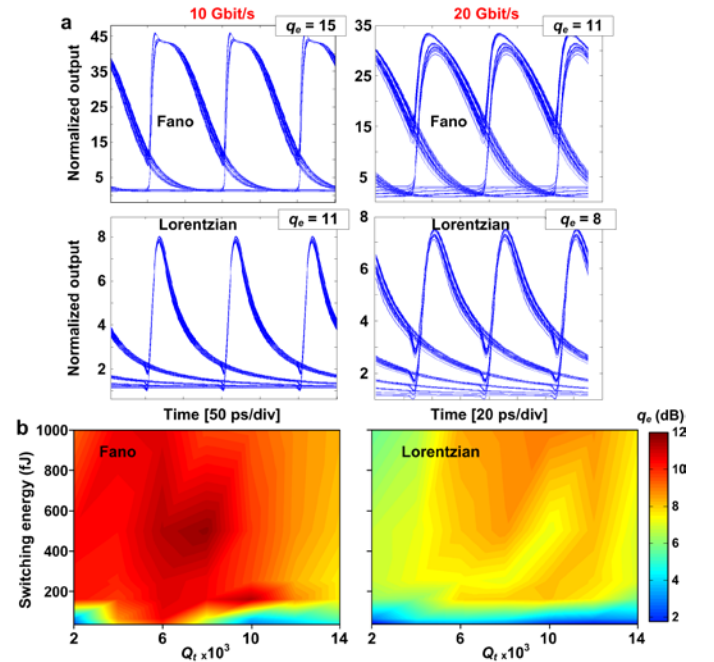 10 Gbit/s
20 Gbit/s
a
qe = 15
qe = 11
Normalized output
45
35
25
15
5
Fano
35
25
15
5
Fano
Lorentzian
qe = 11
Lorentzian
qe = 8
Normalized output
8
6
4
2
8
6
4
2
Time [50 ps/div]
Time [20 ps/div]
qe (dB)
b
Fano
Lorentzian
Switching energy (fJ)
1000
800
600
400
200
2
6
10
14
Qt x10³
2
6
10
14
Qt x10³
12
10
8
6
4
2